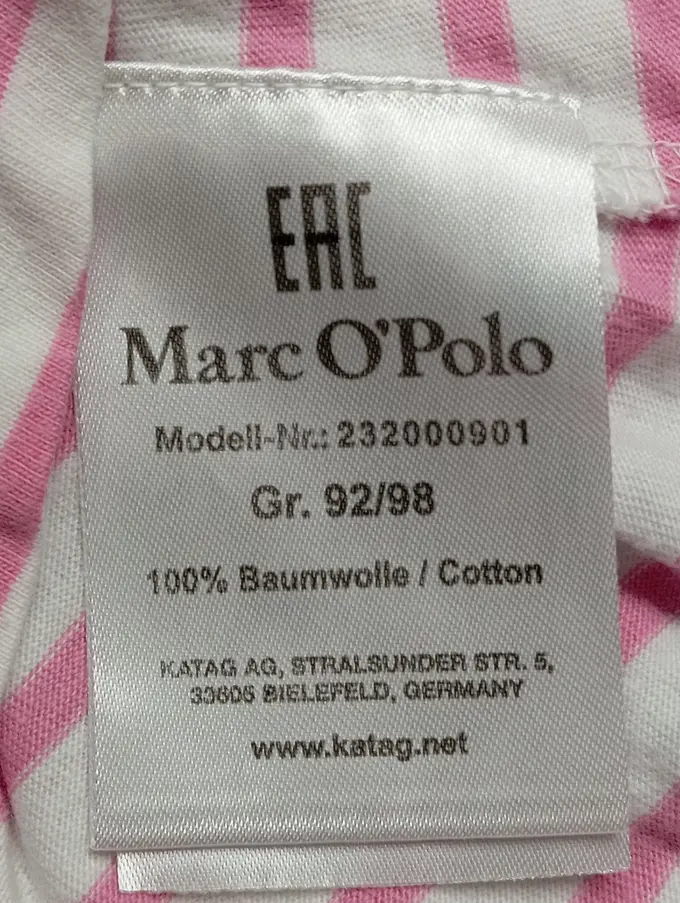 EAC
Marc O'Polo
Modell-Nr.: 232000901
Gr. 92/98
100% Baumwolle / Cotton
KATAG AG, STRALSUNDER STR. 5,
33605 BIELEFELD, GERMANY
www.katag.net